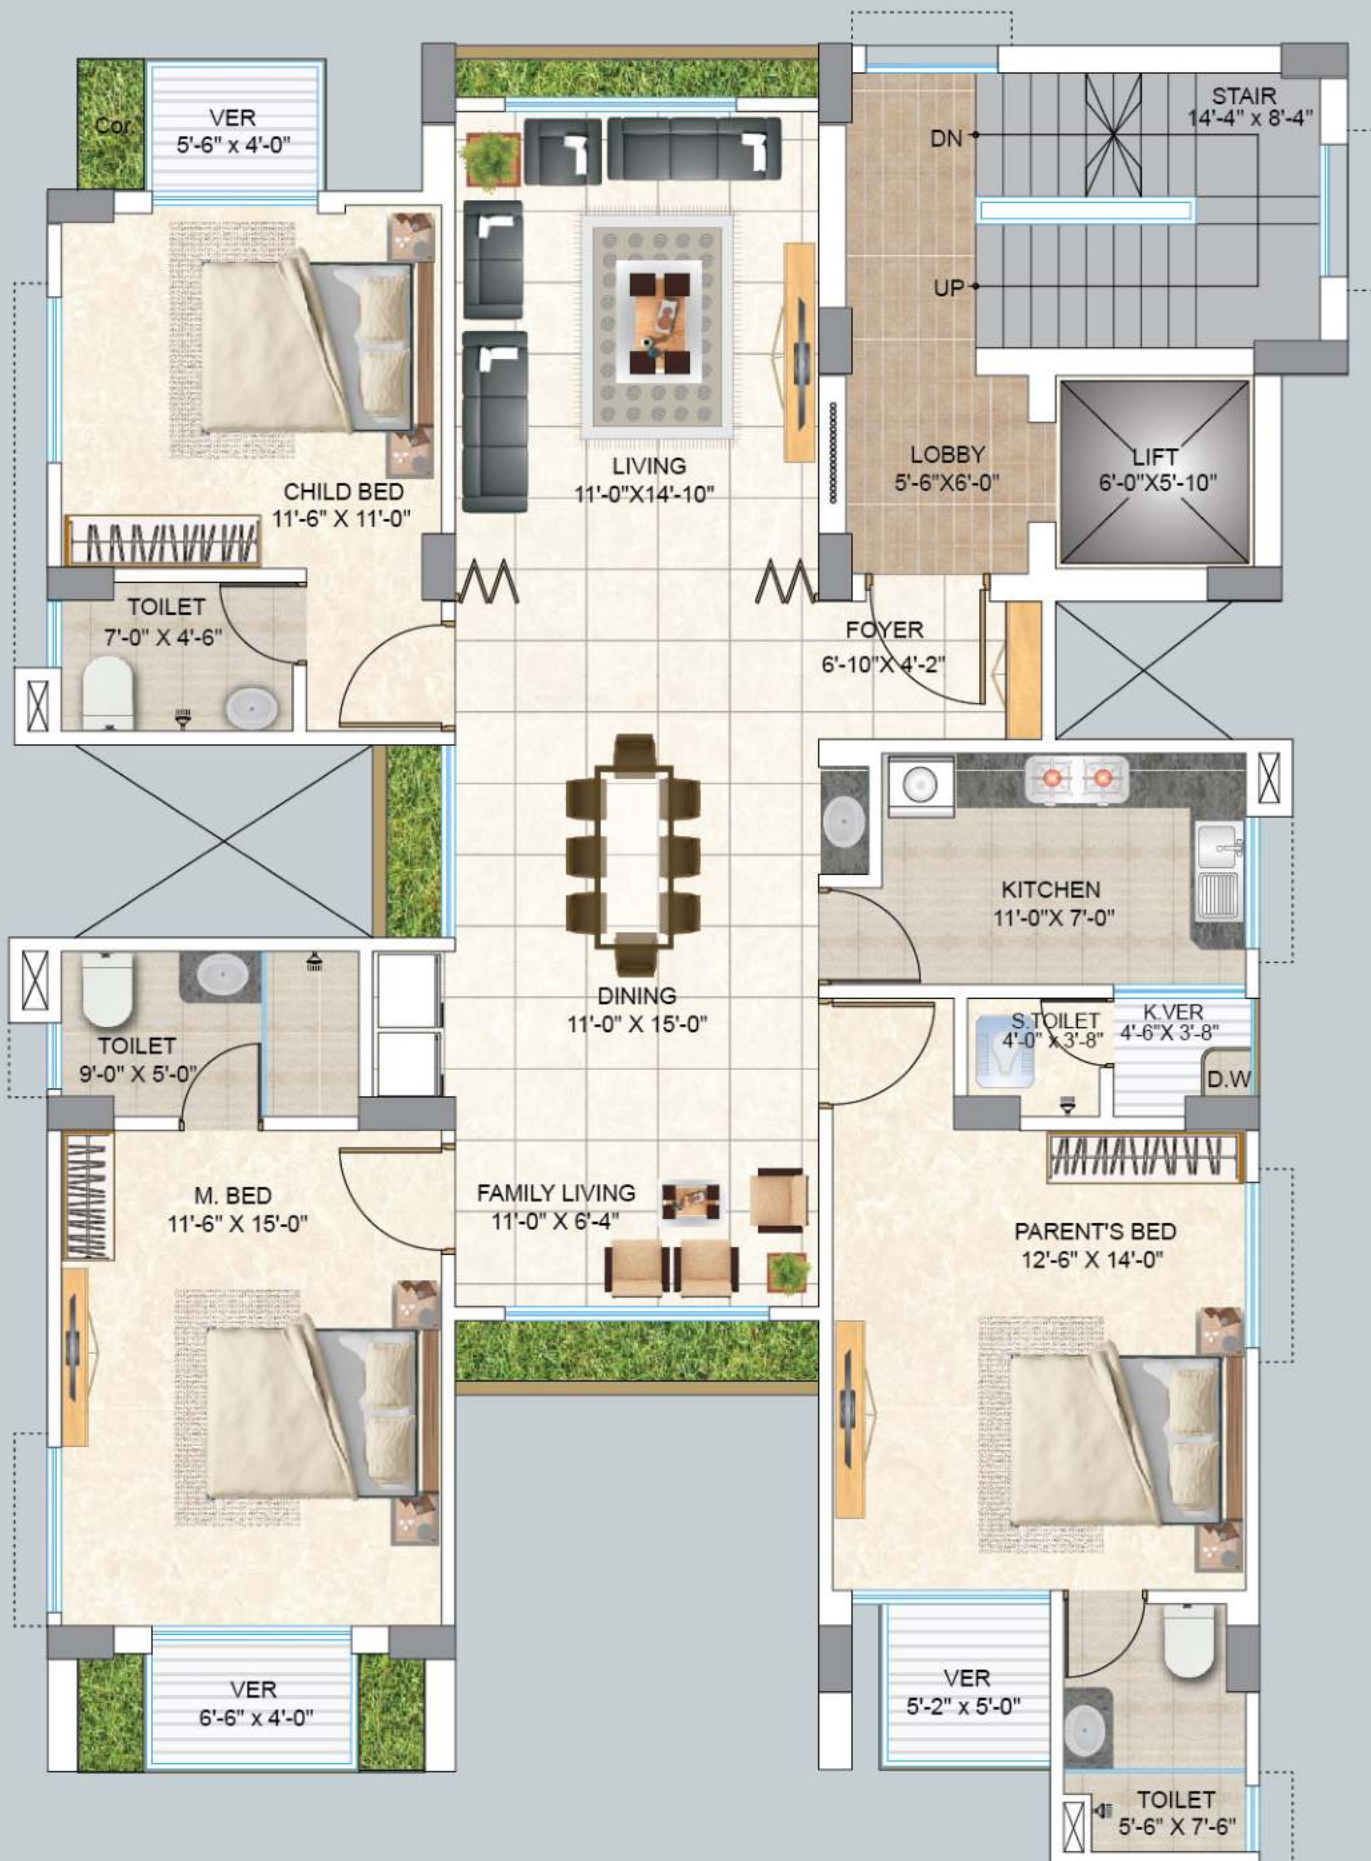 STAIR
14'-4" x 8'-4"
VER
5'-6" x 4'-0"
Cor.
DN
UP
LIVING
11'-0"X14'-10"
LOBBY
5'-6"X6'-0"
LIFT
6'-0"X5'-10"
CHILD BED
11'-6" X 11'-0"
TOILET
7'-0" X 4'-6"
FOYER
6'-10"X 4'-2"
KITCHEN
11'-0"X 7'-0"
DINING
11'-0" X 15'-0"
S.TOILET
4'-0" x 3'-8"
K.VER
4'-6"X 3'-8"
D.W
TOILET
9'-0" X 5'-0"
M. BED
11'-6" X 15'-0"
FAMILY LIVING
11'-0" X 6'-4"
PARENT'S BED
12'-6" X 14'-0"
VER
6'-6" x 4'-0"
VER
5'-2" x 5'-0"
TOILET
5'-6" X 7'-6"